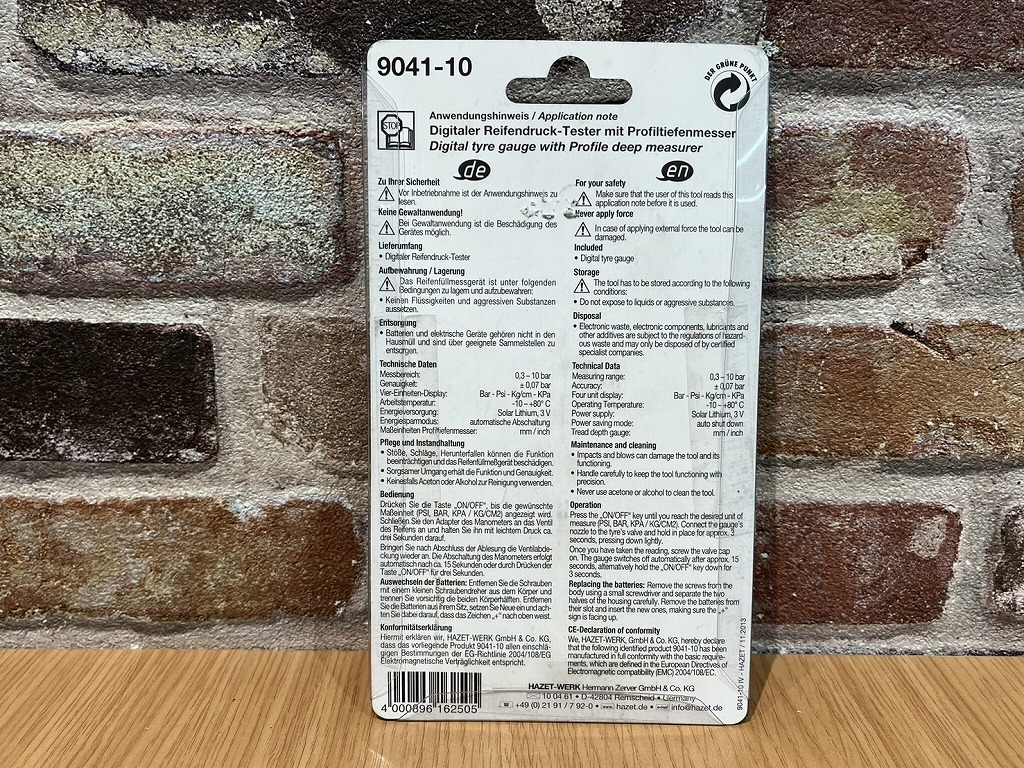 9041-10
DER GRÜNE PUNKT
STOP
Anwendungshinweis / Application note
Digitaler Reifendruck-Tester mit Profiltiefenmesser
Digital tyre gauge with Profile deep measurer
de
Zu Ihrer Sicherheit
Vor Inbetriebnahme ist der Anwendungshinweis zu
lesen.
Keine Gewaltanwendung!
Bei Gewaltanwendung ist die Beschädigung des
Gerätes möglich.
Lieferumfang
• Digitaler Reifendruck-Tester
Aufbewahrung / Lagerung
Das Reifenfüllmessgerät ist unter folgenden
Bedingungen zu lagern und aufzubewahren:
• Keinen Flüssigkeiten und aggressiven Substanzen
aussetzen.
Entsorgung
• Batterien und elektrische Geräte gehören nicht in den
Hausmüll und sind über geeignete Sammelstellen zu
entsorgen.
Technische Daten
Messbereich: 0,3 – 10 bar
Genauigkeit: ± 0,07 bar
Vier-Einheiten-Display: Bar - Psi - Kg/cm - KPa
Arbeitstemperatur: -10 – +80° C
Energieversorgung: Solar Lithium, 3 V
Energiesparmodus: automatische Abschaltung
Maßeinheiten Profiltiefenmesser: mm / inch
Pflege und Instandhaltung
• Stöße, Schläge, Herunterfallen können die Funktion
beeinträchtigen und das Reifenfüllmeßgerät beschädigen.
• Sorgsamer Umgang erhält die Funktion und Genauigkeit.
• Keinesfalls Aceton oder Alkohol zur Reinigung verwenden.
Bedienung
Drücken Sie die Taste „ON/OFF", bis die gewünschte
Maßeinheit (PSI, BAR, KPA / KG/CM2) angezeigt wird.
Schließen Sie den Adapter des Manometers an das Ventil
des Reifens an und halten Sie ihn mit leichtem Druck ca.
drei Sekunden darauf.
Bringen Sie nach Abschluss der Ablesung die Ventilabde-
ckung wieder an. Die Abschaltung des Manometers erfolgt
automatisch nach ca. 15 Sekunden oder durch Drücken der
Taste „ON/OFF" für drei Sekunden.
Auswechseln der Batterien: Entfernen Sie die Schrauben
mit einem kleinen Schraubendreher aus dem Körper und
trennen Sie vorsichtig die beiden Körperhälften. Entfernen
Sie die Batterien aus ihrem Sitz, setzen Sie Neue ein und ach-
ten Sie dabei darauf, dass das Zeichen „+" nach oben weist.
Konformitätserklärung
Hiermit erklären wir, HAZET-WERK GmbH & Co. KG,
dass das vorliegende Produkt 9041-10 allen einschlä-
gigen Bestimmungen der EG-Richtlinie 2004/108/EG
Elektromagnetische Verträglichkeit entspricht.
en
For your safety
Make sure that the user of this tool reads this
application note before it is used.
Never apply force
In case of applying external force the tool can be
damaged.
Included
• Digital tyre gauge
Storage
The tool has to be stored according to the following
conditions:
• Do not expose to liquids or aggressive substances.
Disposal
• Electronic waste, electronic components, lubricants and
other additives are subject to the regulations of hazard-
ous waste and may only be disposed of by certified
specialist companies.
Technical Data
Measuring range: 0,3 – 10 bar
Accuracy: ± 0,07 bar
Four unit display: Bar - Psi - Kg/cm - KPa
Operating Temperature: -10 – +80° C
Power supply: Solar Lithium, 3 V
Power saving mode: auto shut down
Tread depth gauge: mm / inch
Maintenance and cleaning
• Impacts and blows can damage the tool and its
functioning.
• Handle carefully to keep the tool functioning with
precision.
• Never use acetone or alcohol to clean the tool.
Operation
Press the „ON/OFF" key until you reach the desired unit of
measure (PSI, BAR, KPA / KG/CM2). Connect the gauge's
nozzle to the tyre's valve and hold in place for approx. 3
seconds, pressing down lightly.
Once you have taken the reading, screw the valve cap
on. The gauge switches off automatically after approx. 15
seconds, alternatively hold the „ON/OFF" key down for
3 seconds.
Replacing the batteries: Remove the screws from the
body using a small screwdriver and separate the two
halves of the housing carefully. Remove the batteries from
their slot and insert the new ones, making sure the „+"
sign is facing up.
CE-Declaration of conformity
We, HAZET-WERK GmbH & Co. KG, hereby declare
that the following identified product 9041-10 has been
manufactured in full conformity with the basic require-
ments, which are defined in the European Directives of
Electromagnetic compatibility (EMC) 2004/108/EC.
4 000896 162505
HAZET-WERK Hermann Zerver GmbH & Co. KG
10 04 61 • D-42804 Remscheid • Germany
+49 (0) 21 91 / 7 92-0 • hazet.de • info@hazet.de
9041-10 IV - HAZET / 11.2013